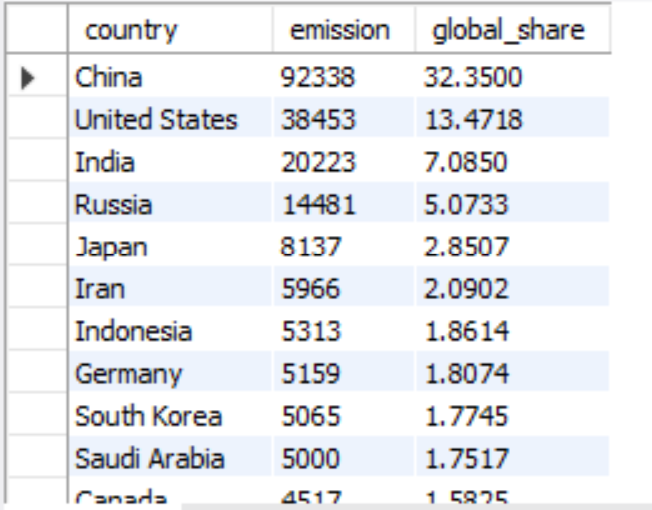 country emission global_share
China 92338 32.3500
United States 38453 13.4718
India 20223 7.0850
Russia 14481 5.0733
Japan 8137 2.8507
Iran 5966 2.0902
Indonesia 5313 1.8614
Germany 5159 1.8074
South Korea 5065 1.7745
Saudi Arabia 5000 1.7517
Canada 4517 1.5825